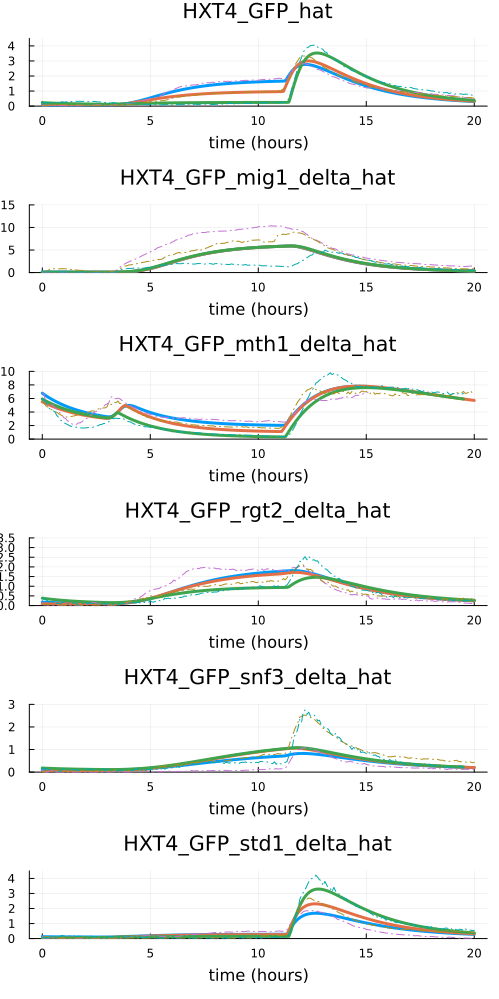 HXT4_GFP_hat
4
3
2
1
0
0 5 10 15 20
time (hours)
HXT4_GFP_mig1_delta_hat
15
10
5
0
0 5 10 15 20
time (hours)
HXT4_GFP_mth1_delta_hat
10
8
6
4
2
0
0 5 10 15 20
time (hours)
HXT4_GFP_rgt2_delta_hat
3.5
3.0
2.5
2.0
1.5
1.0
0.5
0.0
0 5 10 15 20
time (hours)
HXT4_GFP_snf3_delta_hat
3
2
1
0
0 5 10 15 20
time (hours)
HXT4_GFP_std1_delta_hat
4
3
2
1
0
0 5 10 15 20
time (hours)